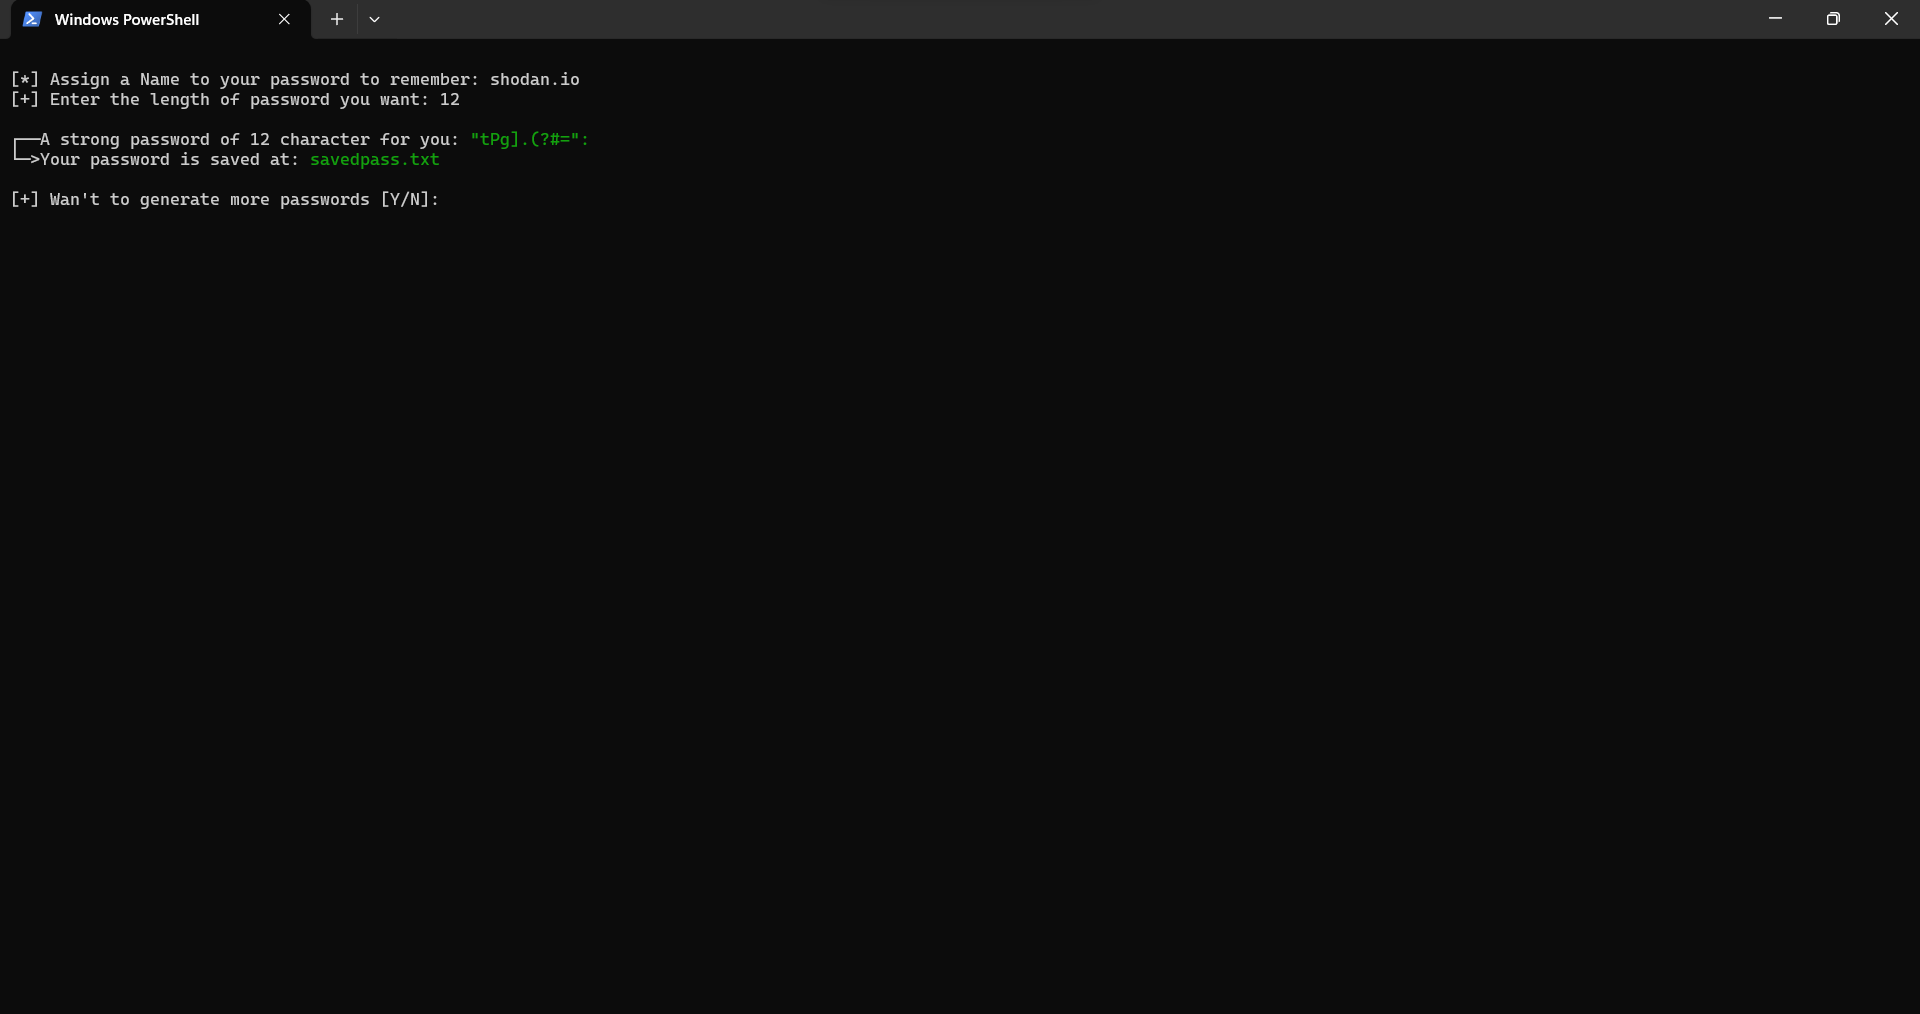 Windows PowerShell
[*] Assign a Name to your password to remember: shodan.io
[+] Enter the length of password you want: 12
┌──A strong password of 12 character for you: "tPg].(?#=":
└─>Your password is saved at: savedpass.txt
[+] Wan't to generate more passwords [Y/N]: